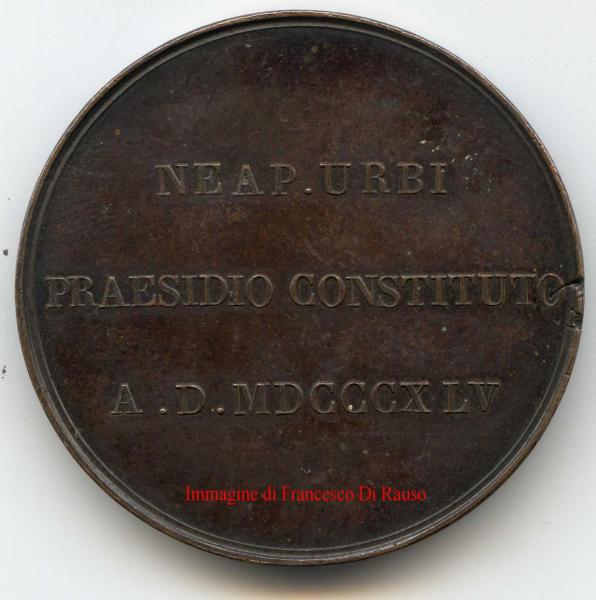 NEAP. URBI
PRAESIDIO CONSTITUTO
A. D. MDCCCXLV
Immagine di Francesco Di Rauso